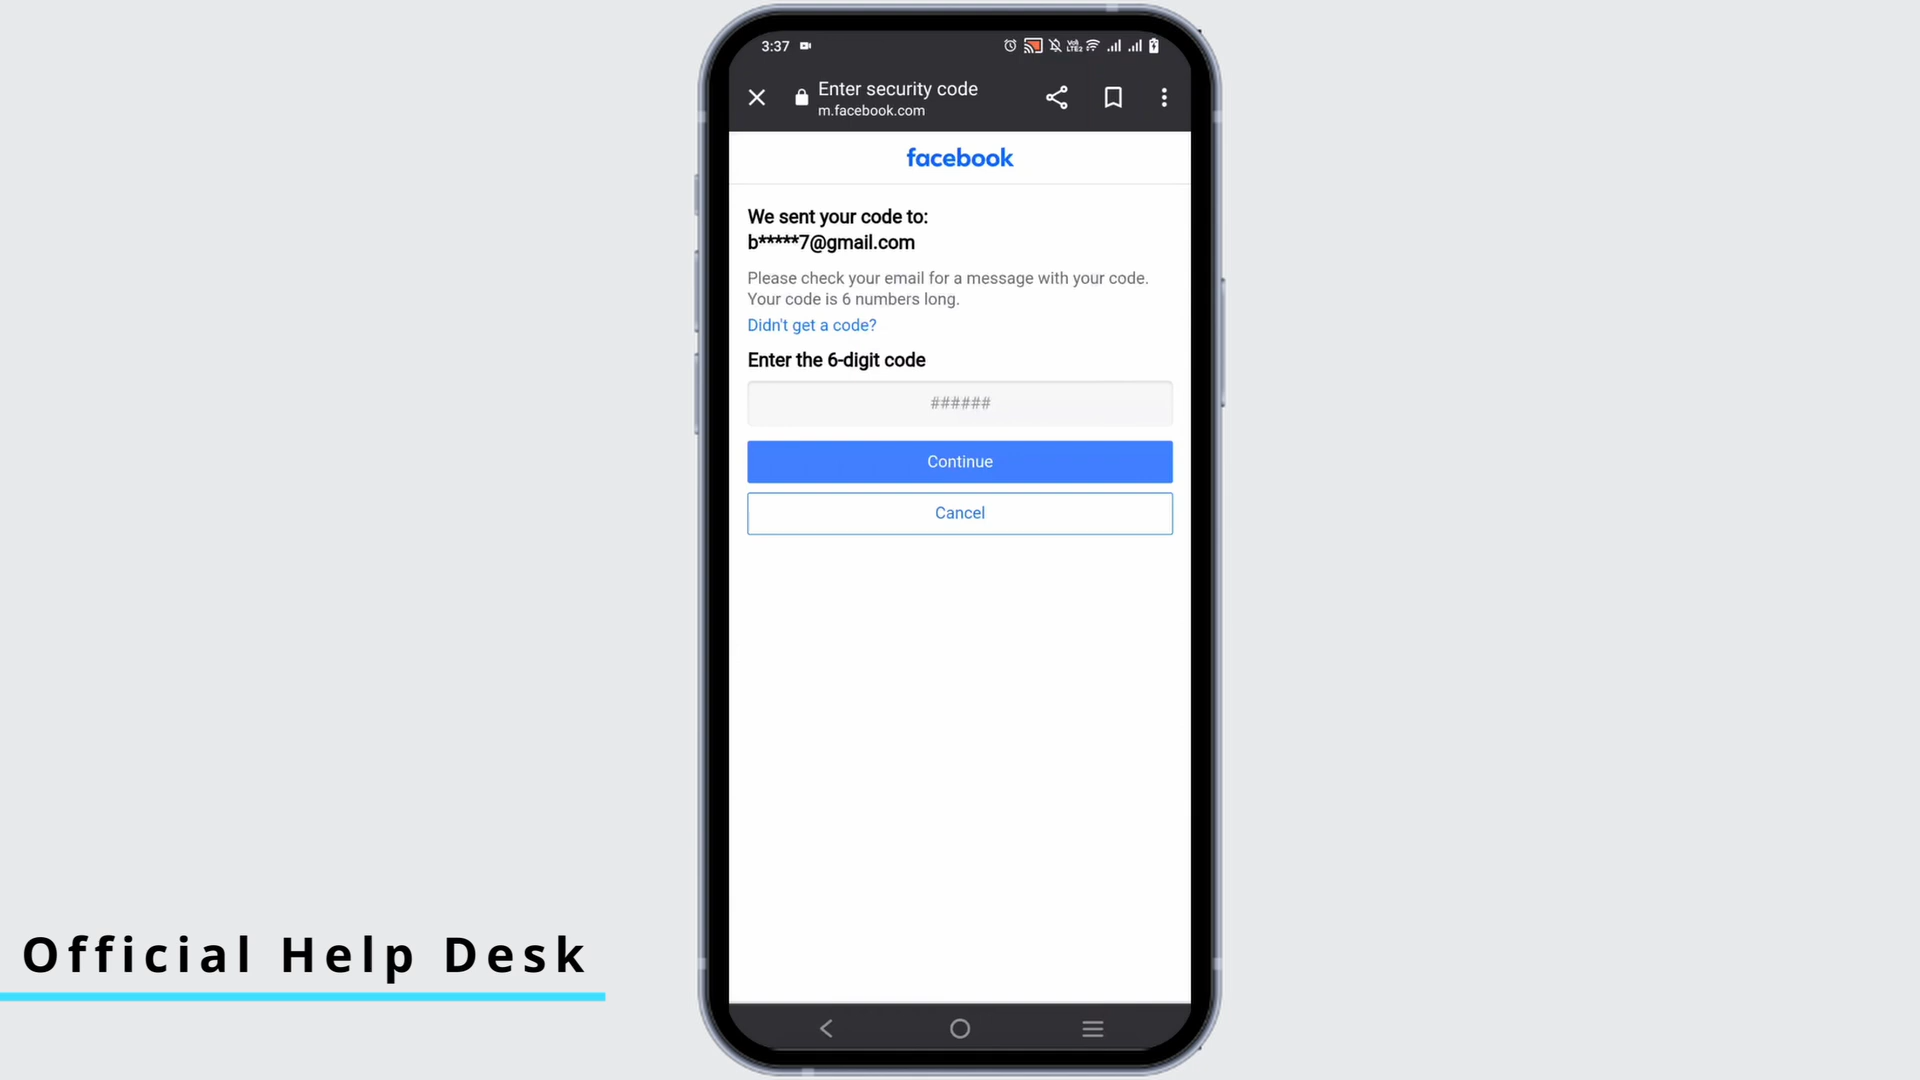 3:37
Enter security code
m.facebook.com
facebook
We sent your code to:
b*****7@gmail.com
Please check your email for a message with your code.
Your code is 6 numbers long.
Didn't get a code?
Enter the 6-digit code
######
Continue
Cancel
Official Help Desk